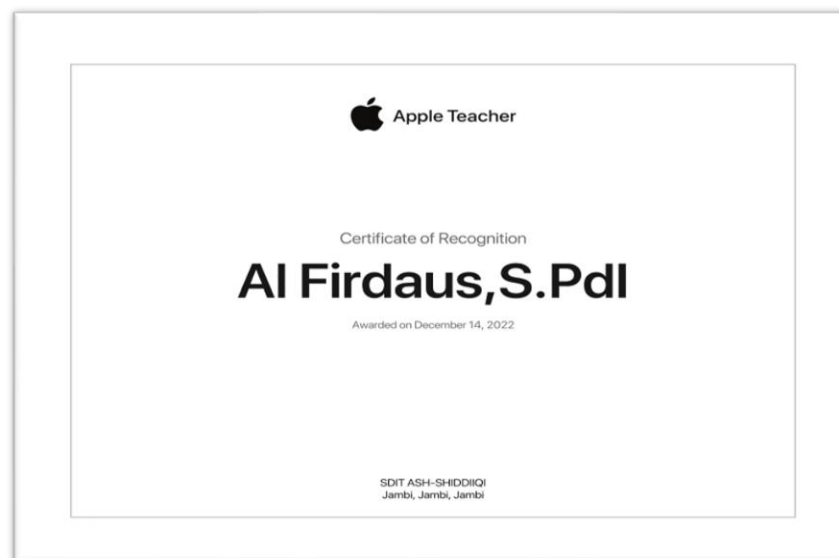 Apple Teacher
Certificate of Recognition
Al Firdaus,S.PdI
Awarded on December 14, 2022
SDIT ASH-SHIDDIIQI
Jambi, Jambi, Jambi